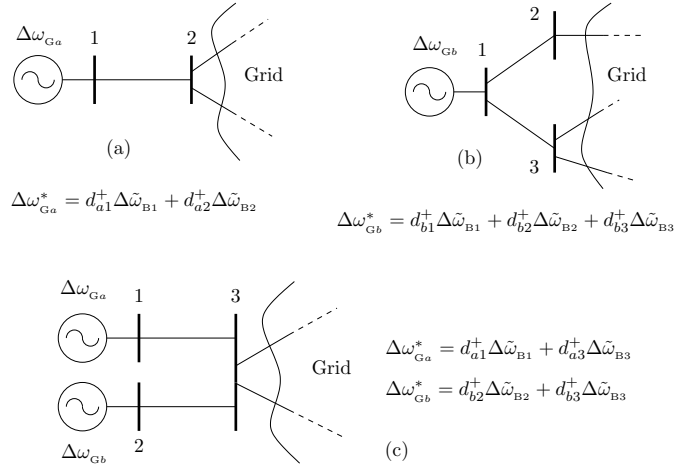 Δω_Ga
1
2
Grid
(a)
Δω*_Ga = d⁺_a1 Δω̃_B1 + d⁺_a2 Δω̃_B2
Δω_Gb
1
2
3
Grid
(b)
Δω*_Gb = d⁺_b1 Δω̃_B1 + d⁺_b2 Δω̃_B2 + d⁺_b3 Δω̃_B3
Δω_Ga
1
3
Grid
Δω_Gb
2
(c)
Δω*_Ga = d⁺_a1 Δω̃_B1 + d⁺_a3 Δω̃_B3
Δω*_Gb = d⁺_b2 Δω̃_B2 + d⁺_b3 Δω̃_B3